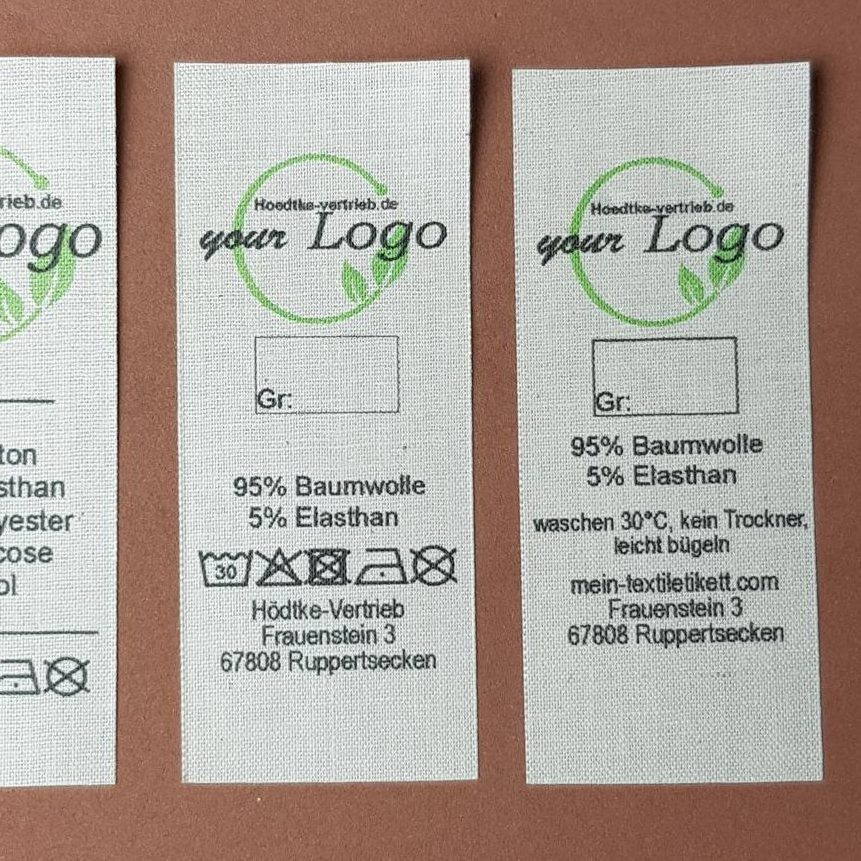 rieb.de
ogo
ton
sthan
yester
cose
ol
Hoedtke-vertrieb.de
your Logo
Gr:
95% Baumwolle
5% Elasthan
30
Hödtke-Vertrieb
Frauenstein 3
67808 Ruppertsecken
Hoedtke-vertrieb.de
your Logo
Gr:
95% Baumwolle
5% Elasthan
waschen 30°C, kein Trockner,
leicht bügeln
mein-textiletikett.com
Frauenstein 3
67808 Ruppertsecken